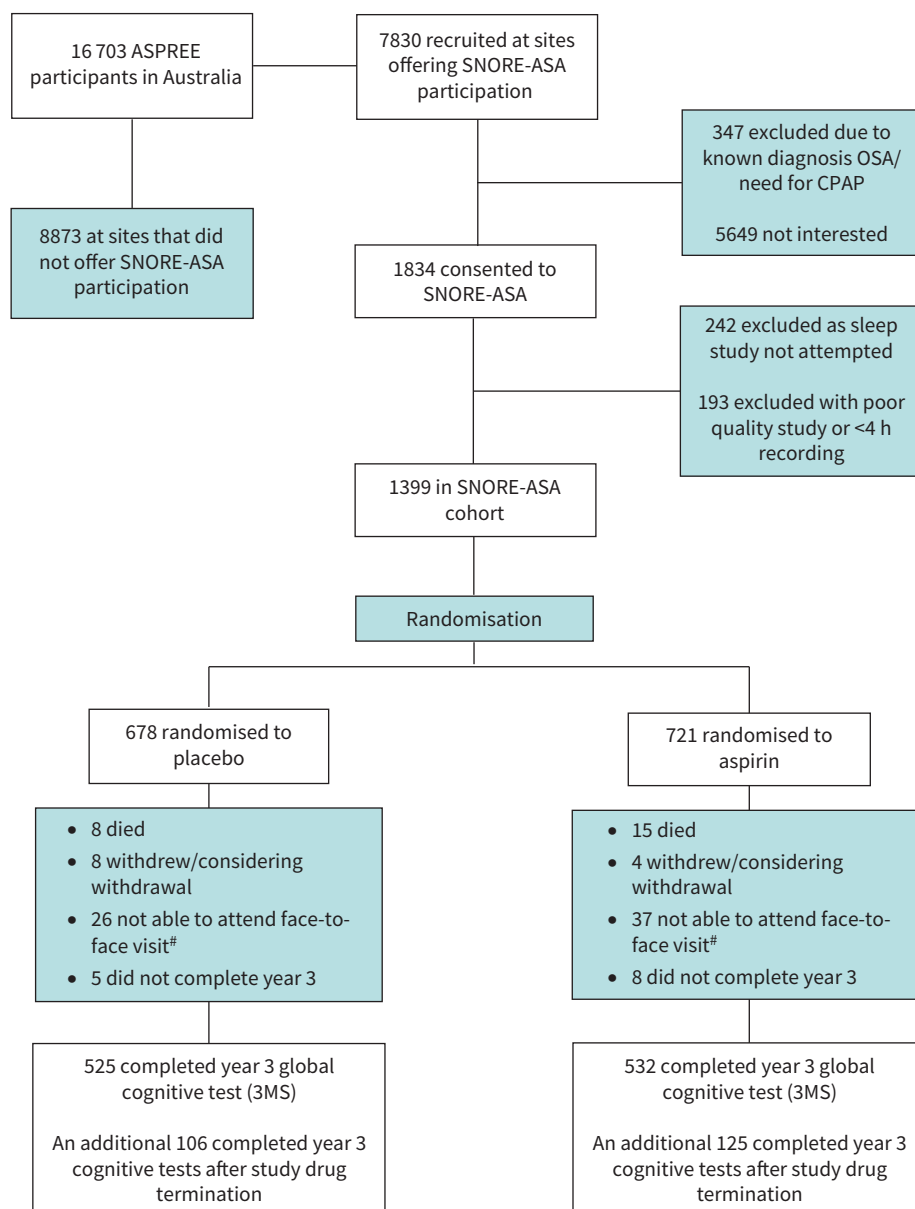 16 703 ASPREE
participants in Australia
7830 recruited at sites
offering SNORE-ASA
participation
347 excluded due to
known diagnosis OSA/
need for CPAP
5649 not interested
8873 at sites that did
not offer SNORE-ASA
participation
1834 consented to
SNORE-ASA
242 excluded as sleep
study not attempted
193 excluded with poor
quality study or <4 h
recording
1399 in SNORE-ASA
cohort
Randomisation
678 randomised to
placebo
721 randomised to
aspirin
• 8 died
• 8 withdrew/considering
withdrawal
• 26 not able to attend face-to-
face visit#
• 5 did not complete year 3
• 15 died
• 4 withdrew/considering
withdrawal
• 37 not able to attend face-to-
face visit#
• 8 did not complete year 3
525 completed year 3 global
cognitive test (3MS)
An additional 106 completed year 3
cognitive tests after study drug
termination
532 completed year 3 global
cognitive test (3MS)
An additional 125 completed year 3
cognitive tests after study drug
termination